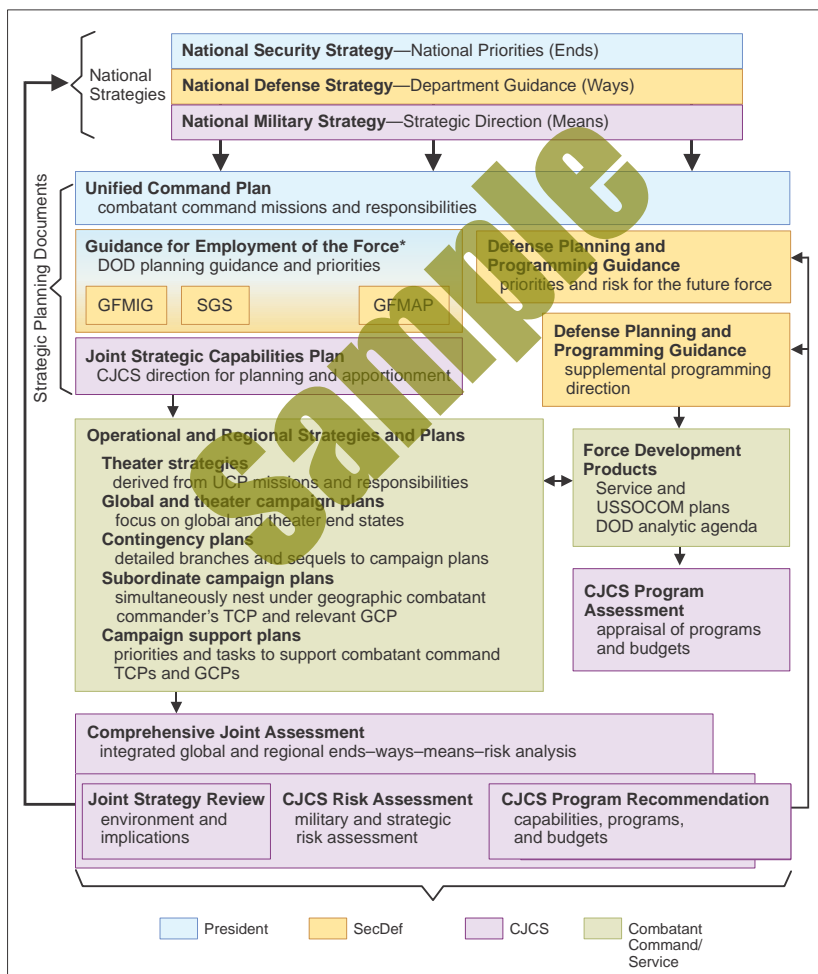 National
Strategies
National Security Strategy—National Priorities (Ends)
National Defense Strategy—Department Guidance (Ways)
National Military Strategy—Strategic Direction (Means)
Strategic Planning Documents
Unified Command Plan
combatant command missions and responsibilities
Guidance for Employment of the Force*
DOD planning guidance and priorities
GFMIG
SGS
GFMAP
Joint Strategic Capabilities Plan
CJCS direction for planning and apportionment
Defense Planning and
Programming Guidance
priorities and risk for the future force
Defense Planning and
Programming Guidance
supplemental programming
direction
Operational and Regional Strategies and Plans
Theater strategies
derived from UCP missions and responsibilities
Global and theater campaign plans
focus on global and theater end states
Contingency plans
detailed branches and sequels to campaign plans
Subordinate campaign plans
simultaneously nest under geographic combatant
commander’s TCP and relevant GCP
Campaign support plans
priorities and tasks to support combatant command
TCPs and GCPs
Force Development
Products
Service and
USSOCOM plans
DOD analytic agenda
CJCS Program
Assessment
appraisal of programs
and budgets
Comprehensive Joint Assessment
integrated global and regional ends–ways–means–risk analysis
Joint Strategy Review
environment and
implications
CJCS Risk Assessment
military and strategic
risk assessment
CJCS Program Recommendation
capabilities, programs,
and budgets
President
SecDef
CJCS
Combatant
Command/
Service
Sample